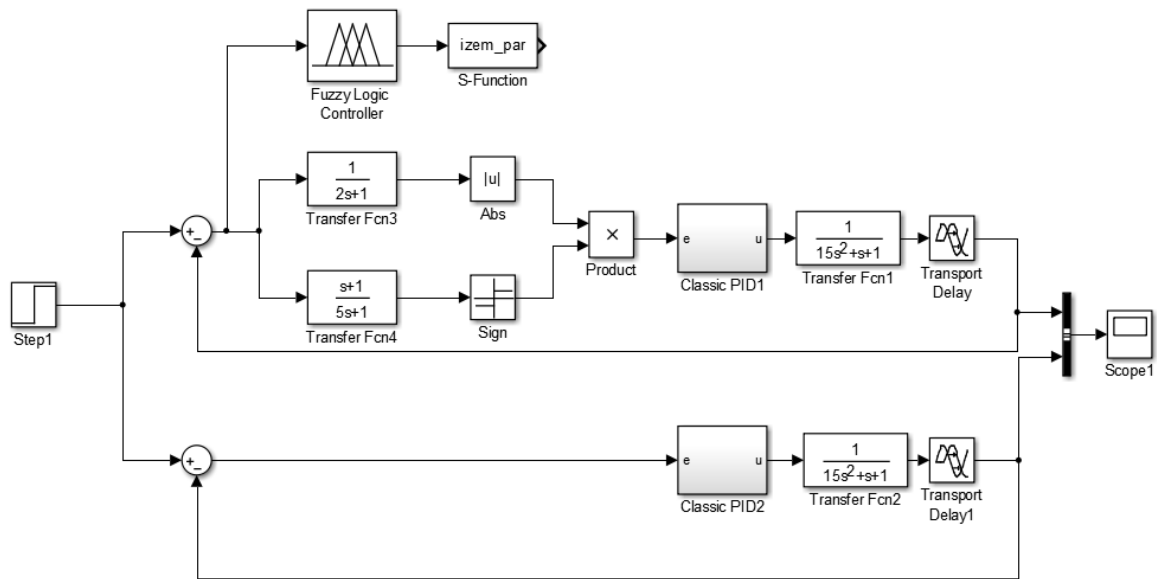 izem_par
S-Function
Fuzzy Logic
Controller
1
2s+1
Transfer Fcn3
|u|
Abs
+
−
×
Product
e
u
Classic PID1
1
15s²+s+1
Transfer Fcn1
Transport
Delay
Step1
s+1
5s+1
Transfer Fcn4
Sign
Scope1
+
−
e
u
Classic PID2
1
15s²+s+1
Transfer Fcn2
Transport
Delay1